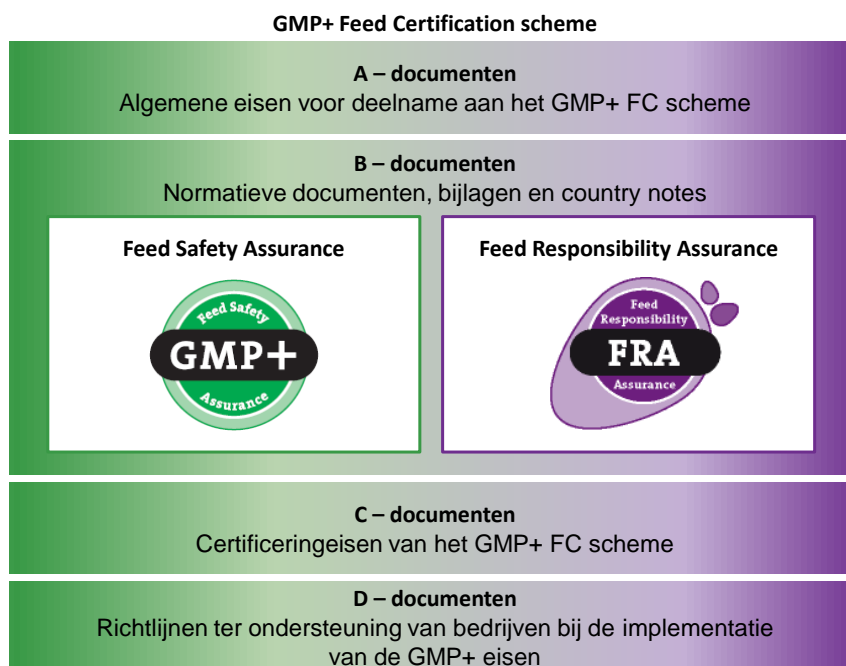 GMP+ Feed Certification scheme
A – documenten
Algemene eisen voor deelname aan het GMP+ FC scheme
B – documenten
Normatieve documenten, bijlagen en country notes
Feed Safety Assurance
Feed Safety
GMP+
Assurance
Feed Responsibility Assurance
Feed
Responsibility
FRA
Assurance
C – documenten
Certificeringeisen van het GMP+ FC scheme
D – documenten
Richtlijnen ter ondersteuning van bedrijven bij de implementatie
van de GMP+ eisen